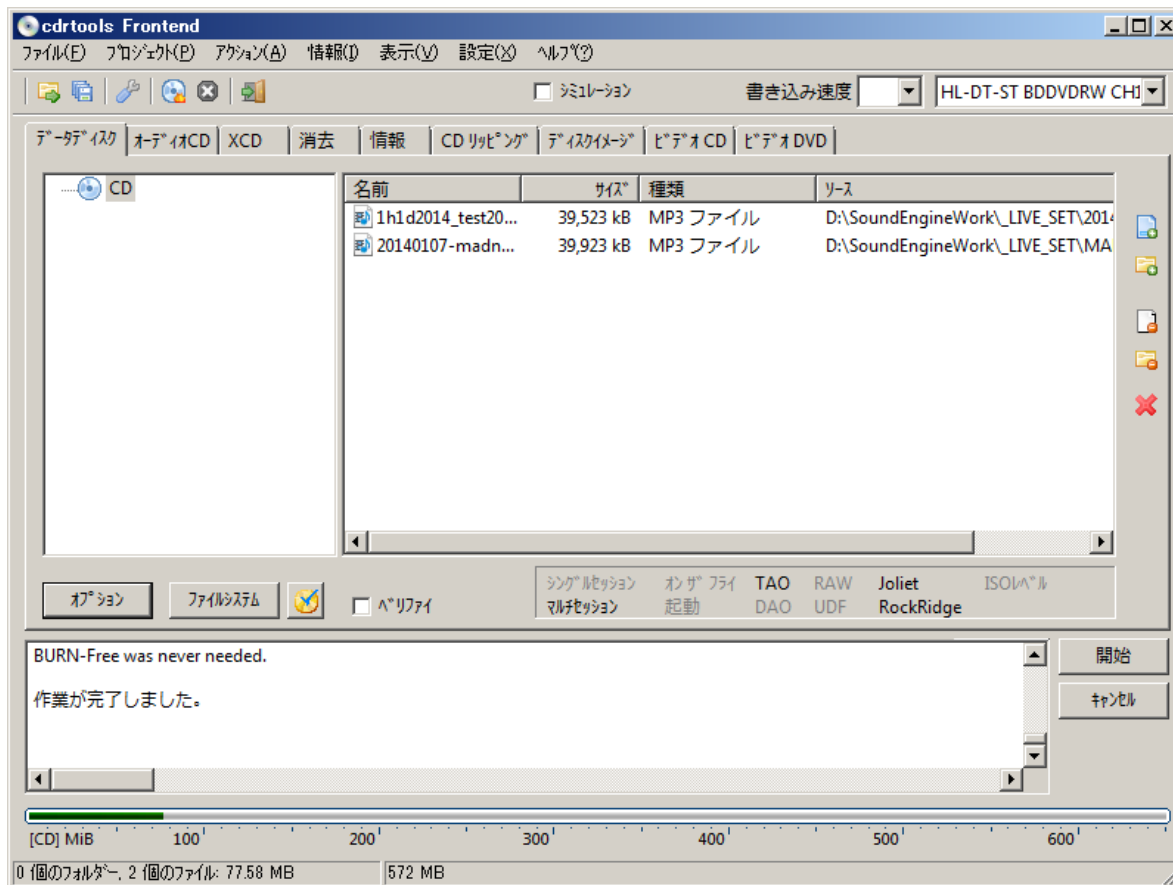 cdrtools Frontend
ファイル(F) プロジェクト(P) アクション(A) 情報(I) 表示(V) 設定(X) ヘルプ(?)
シミュレーション 書き込み速度 HL-DT-ST BDDVDRW CH1
データディスク オーディオCD XCD 消去 情報 CD リッピング ディスクイメージ ビデオ CD ビデオ DVD
CD
名前 サイズ 種類 ソース
1h1d2014_test20... 39,523 kB MP3 ファイル D:\SoundEngineWork\_LIVE_SET\2014
20140107-madn... 39,923 kB MP3 ファイル D:\SoundEngineWork\_LIVE_SET\MA
オプション ファイルシステム ベリファイ
シングルセッション オン ザ フライ TAO RAW Joliet ISOレベル
マルチセッション 起動 DAO UDF RockRidge
BURN-Free was never needed.
作業が完了しました。
開始
キャンセル
[CD] MiB 100 200 300 400 500 600
0 個のフォルダー, 2 個のファイル: 77.58 MB 572 MB